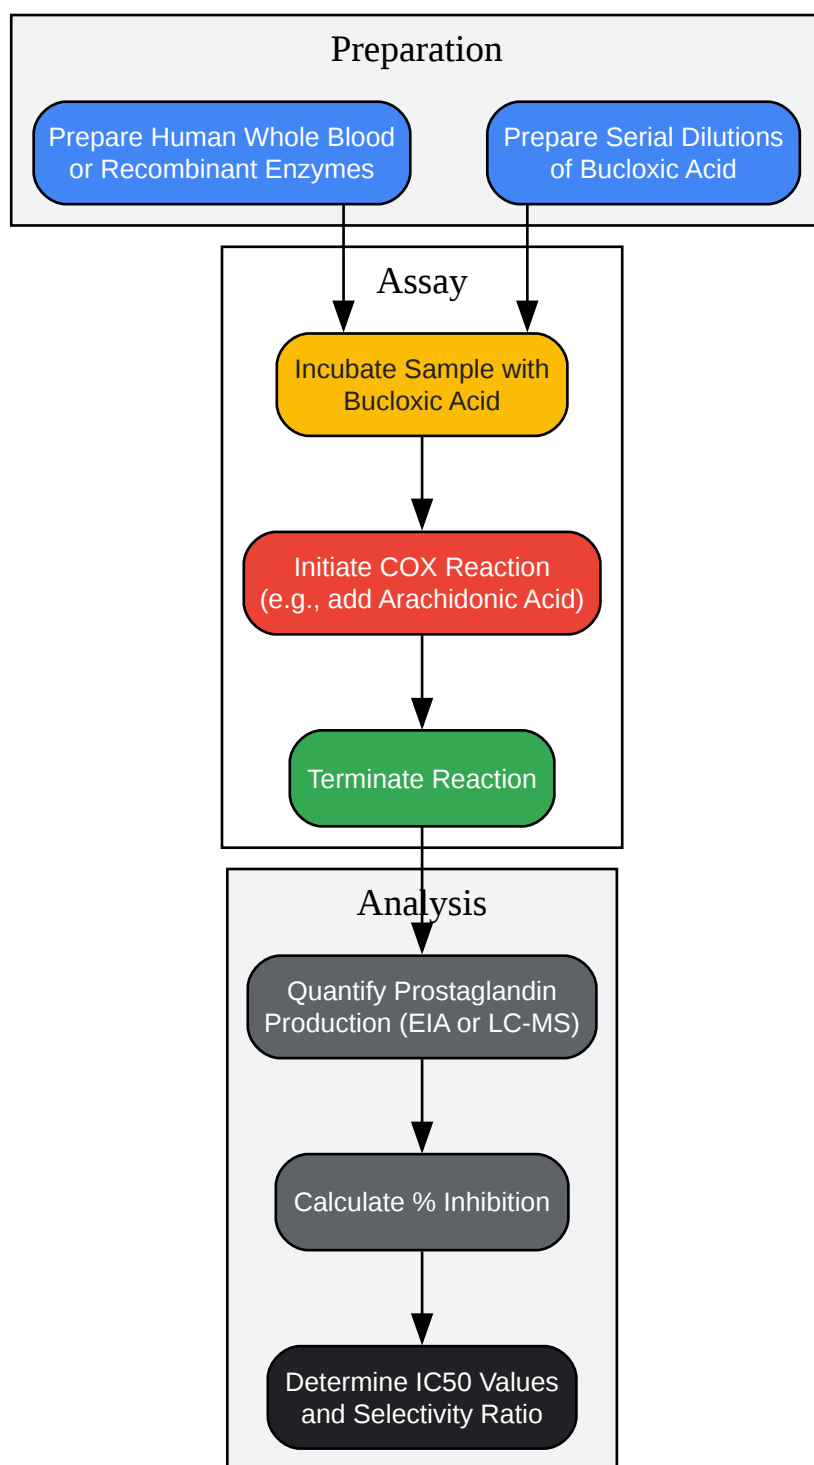 Preparation
Prepare Human Whole Blood
or Recombinant Enzymes
Prepare Serial Dilutions
of Bucloxic Acid
Assay
Incubate Sample with
Bucloxic Acid
Initiate COX Reaction
(e.g., add Arachidonic Acid)
Terminate Reaction
Analysis
Quantify Prostaglandin
Production (EIA or LC-MS)
Calculate % Inhibition
Determine IC50 Values
and Selectivity Ratio